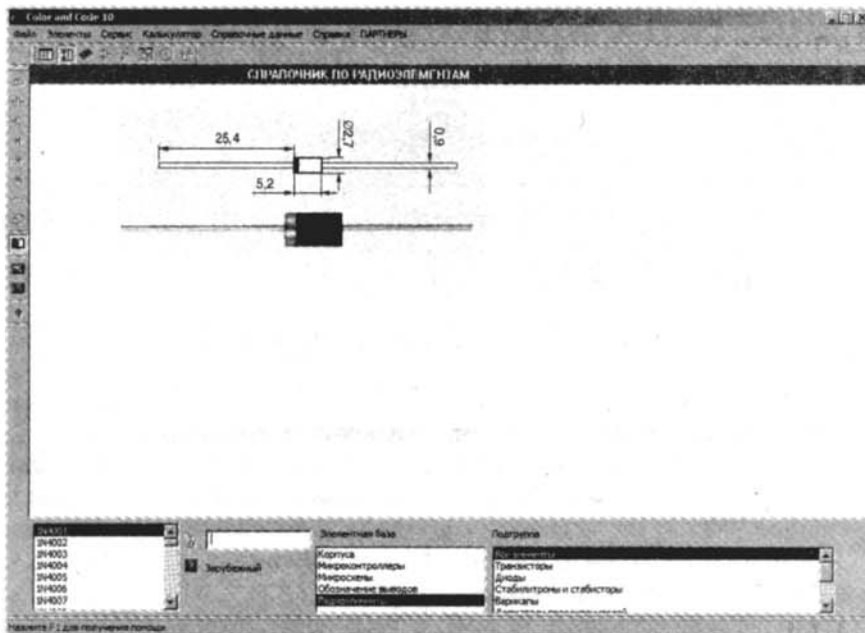 Color and Code 10
Файл Элементы Сервис Калькулятор Справочные данные Справка ПАРТНЕРЫ
СПРАВОЧНИК ПО РАДИОЭЛЕМЕНТАМ
25,4
Ø2,7
0,9
5,2
1N4001
1N4002
1N4003
1N4004
1N4005
1N4006
1N4007
Зарубежный
Элементная база
Корпуса
Микроконтроллеры
Микросхемы
Обозначение выводов
Радиоэлементы
Подгруппа
Все элементы
Транзисторы
Диоды
Стабилитроны и стабисторы
Варикапы
Нажмите F1 для получения помощи